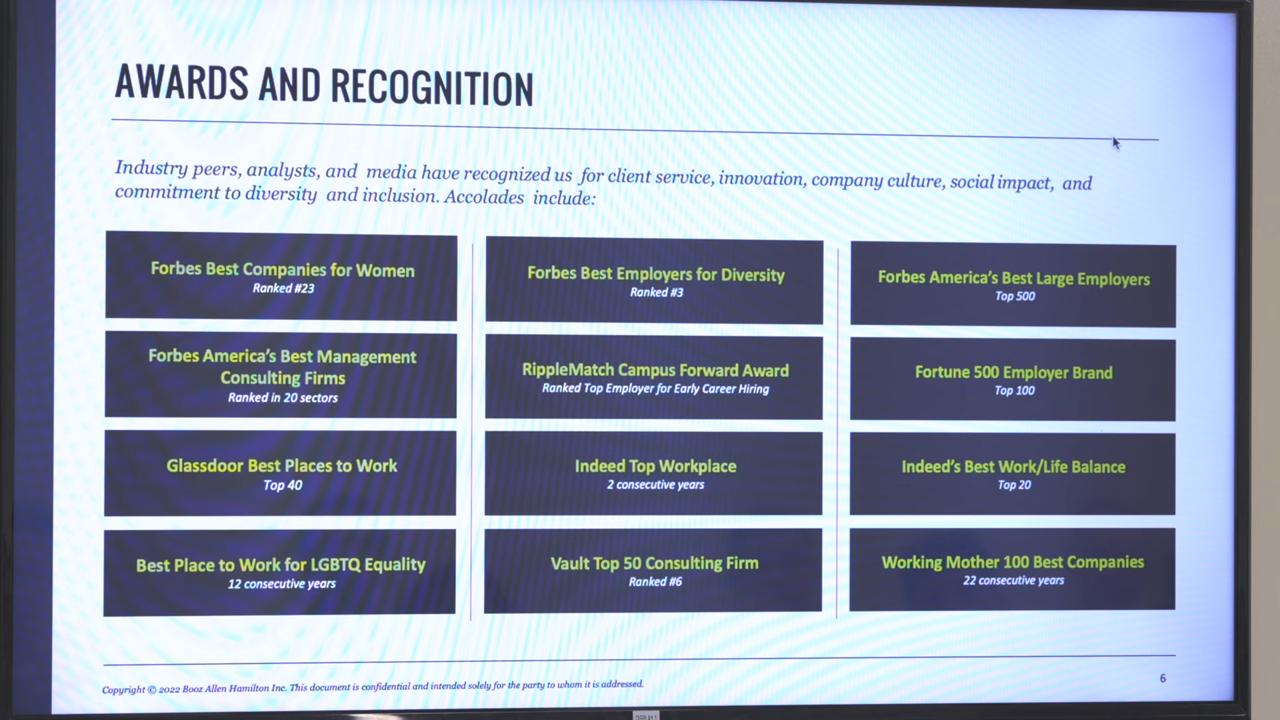 AWARDS AND RECOGNITION
Industry peers, analysts, and media have recognized us for client service, innovation, company culture, social impact, and
commitment to diversity and inclusion. Accolades include:
Forbes Best Companies for Women
Ranked #23
Forbes Best Employers for Diversity
Ranked #3
Forbes America's Best Large Employers
Top 500
Forbes America's Best Management
Consulting Firms
Ranked in 20 sectors
RippleMatch Campus Forward Award
Ranked Top Employer for Early Career Hiring
Fortune 500 Employer Brand
Top 100
Glassdoor Best Places to Work
Top 40
Indeed Top Workplace
2 consecutive years
Indeed's Best Work/Life Balance
Top 20
Best Place to Work for LGBTQ Equality
12 consecutive years
Vault Top 50 Consulting Firm
Ranked #6
Working Mother 100 Best Companies
22 consecutive years
Copyright © 2022 Booz Allen Hamilton Inc. This document is confidential and intended solely for the party to whom it is addressed.
6